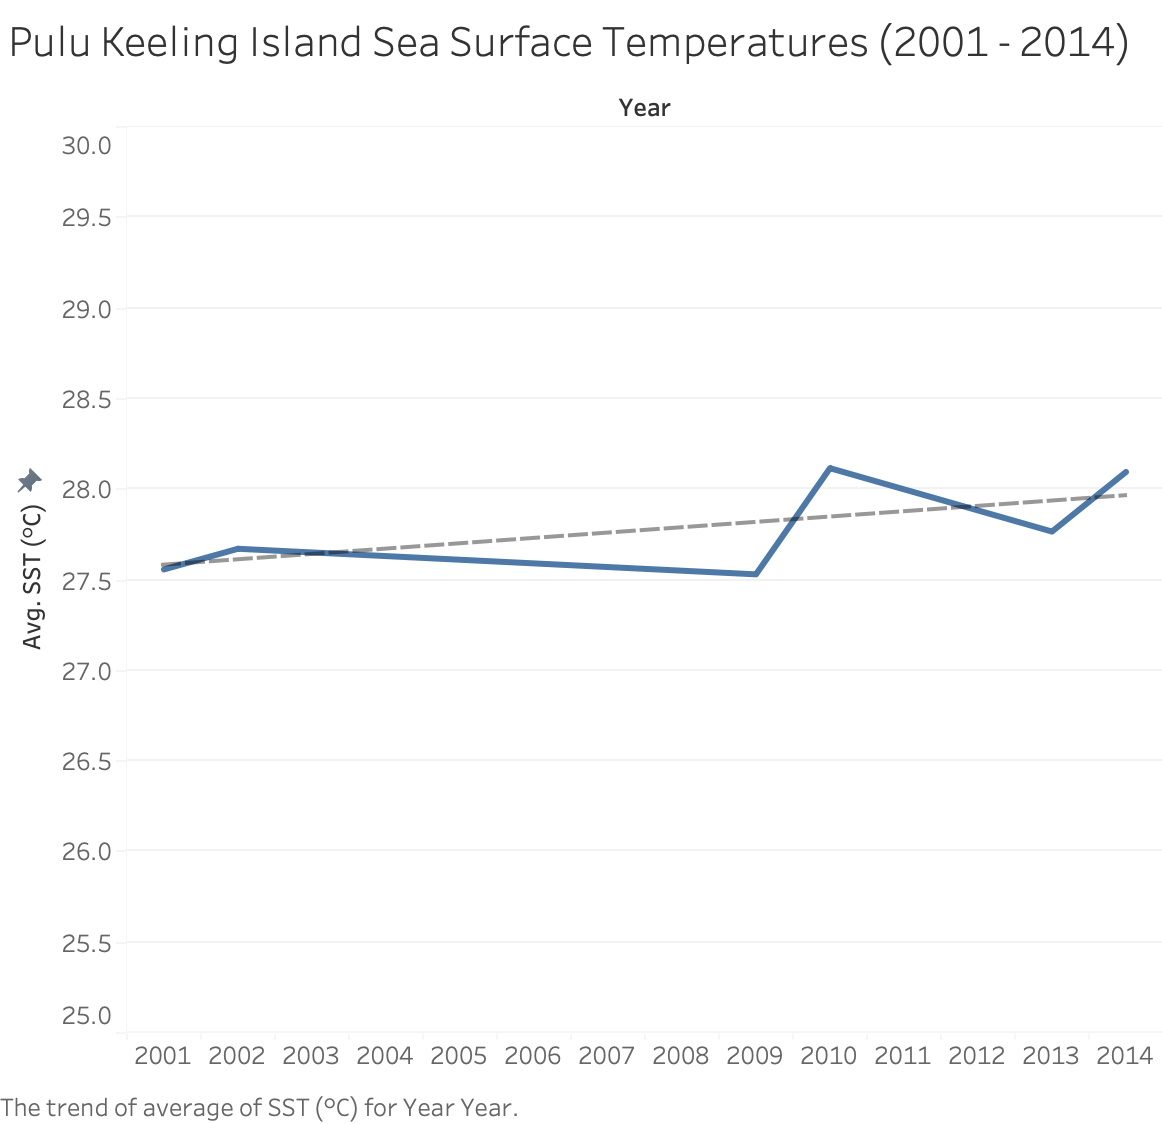 Pulu Keeling Island Sea Surface Temperatures (2001 - 2014)
Year
30.0
29.5
29.0
28.5
28.0
27.5
27.0
26.5
26.0
25.5
25.0
Avg. SST (°C)
2001 2002 2003 2004 2005 2006 2007 2008 2009 2010 2011 2012 2013 2014
The trend of average of SST (°C) for Year Year.